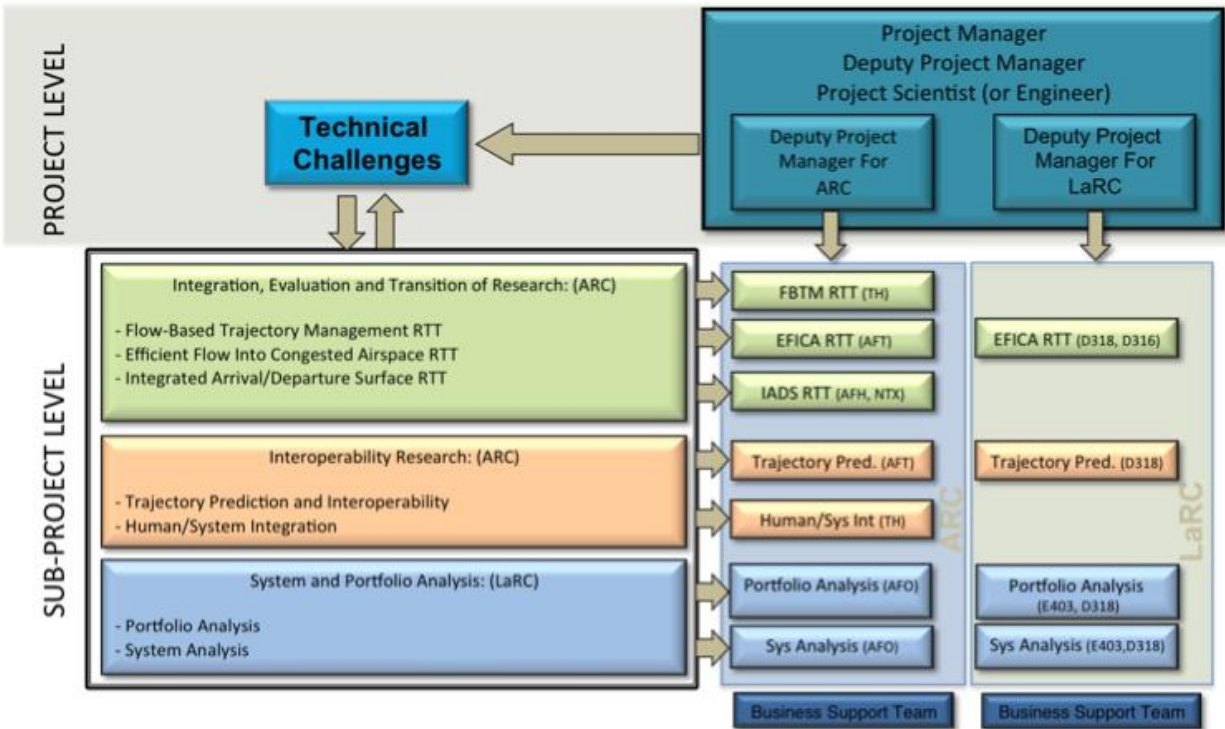 PROJECT LEVEL
Project Manager
Deputy Project Manager
Project Scientist (or Engineer)
Deputy Project
Manager For
ARC
Deputy Project
Manager For
LaRC
Technical
Challenges
SUB-PROJECT LEVEL
Integration, Evaluation and Transition of Research: (ARC)
- Flow-Based Trajectory Management RTT
- Efficient Flow Into Congested Airspace RTT
- Integrated Arrival/Departure Surface RTT
Interoperability Research: (ARC)
- Trajectory Prediction and Interoperability
- Human/System Integration
System and Portfolio Analysis: (LaRC)
- Portfolio Analysis
- System Analysis
FBTM RTT (TH)
EFICA RTT (AFT)
IADS RTT (AFH, NTX)
Trajectory Pred. (AFT)
Human/Sys Int (TH)
Portfolio Analysis (AFO)
Sys Analysis (AFO)
ARC
Business Support Team
EFICA RTT (D318, D316)
Trajectory Pred. (D318)
Portfolio Analysis
(E403, D318)
Sys Analysis (E403,D318)
LaRC
Business Support Team